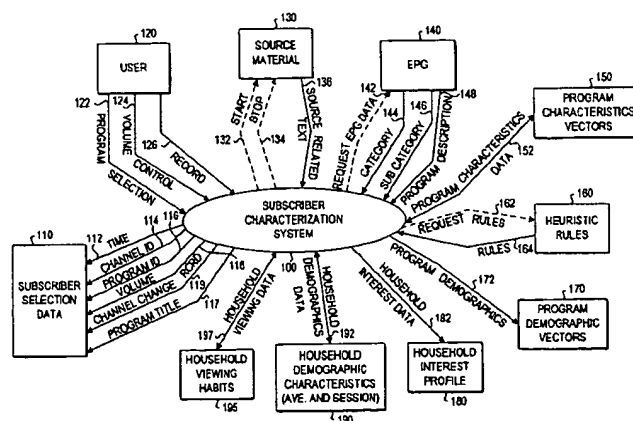 120
USER
130
SOURCE
MATERIAL
140
EPG
150
PROGRAM
CHARACTERISTICS
VECTORS
122
PROGRAM
SELECTION
124
VOLUME
CONTROL
126
RECORD
START
132
STOP
134
136
SOURCE RELATED
TEXT
142
REQUEST EPG DATA
144
CATEGORY
146
SUB CATEGORY
148
PROGRAM DESCRIPTION
PROGRAM CHARACTERISTICS
DATA
152
SUBSCRIBER
CHARACTERIZATION
SYSTEM
100
REQUEST RULES
162
RULES
164
160
HEURISTIC
RULES
110
SUBSCRIBER
SELECTION
DATA
112
TIME
114
CHANNEL ID
116
PROGRAM ID
VOLUME
RCRD
118
CHANNEL CHANGE
119
PROGRAM TITLE
117
HOUSEHOLD
VIEWING DATA
197
HOUSEHOLD
DEMOGRAPHICS
DATA
192
HOUSEHOLD
INTEREST DATA
182
PROGRAM DEMOGRAPHICS
172
170
PROGRAM
DEMOGRAPHIC
VECTORS
HOUSEHOLD
VIEWING
HABITS
195
HOUSEHOLD
DEMOGRAPHIC
CHARACTERISTICS
(AVE. AND SESSION)
190
HOUSEHOLD
INTEREST
PROFILE
180